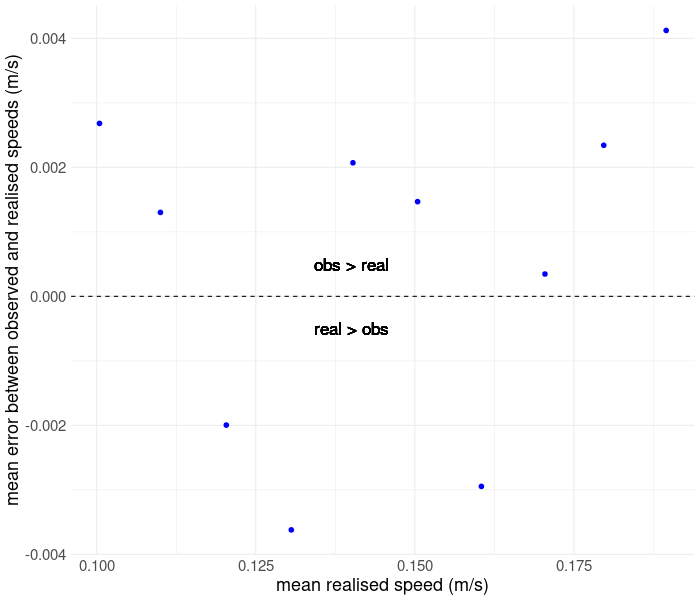 mean error between observed and realised speeds (m/s)
0.004
0.002
0.000
-0.002
-0.004
obs > real
real > obs
0.100
0.125
0.150
0.175
mean realised speed (m/s)